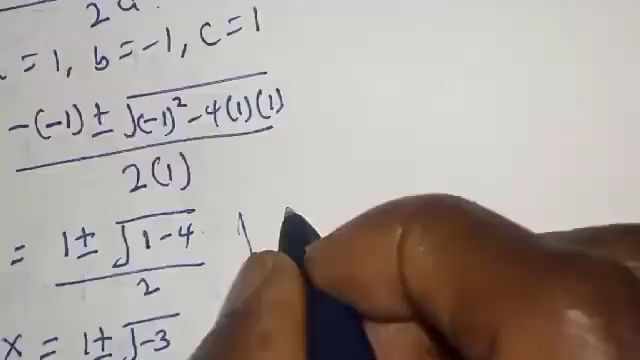 2a
= 1, b = -1, c = 1
-(-1) ± √(-1)² - 4(1)(1)
2(1)
= 1 ± √1-4
2
x = 1 ± √-3